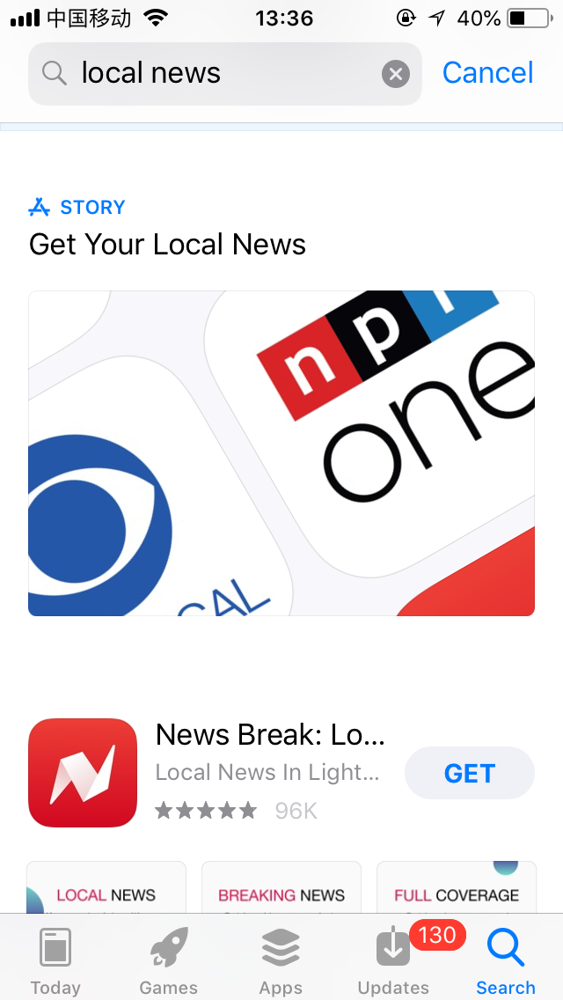 中国移动 13:36 40%
local news Cancel
STORY
Get Your Local News
npr
one
CAL
News Break: Lo...
Local News In Light...
GET
96K
LOCAL NEWS BREAKING NEWS FULL COVERAGE
130
Today Games Apps Updates Search